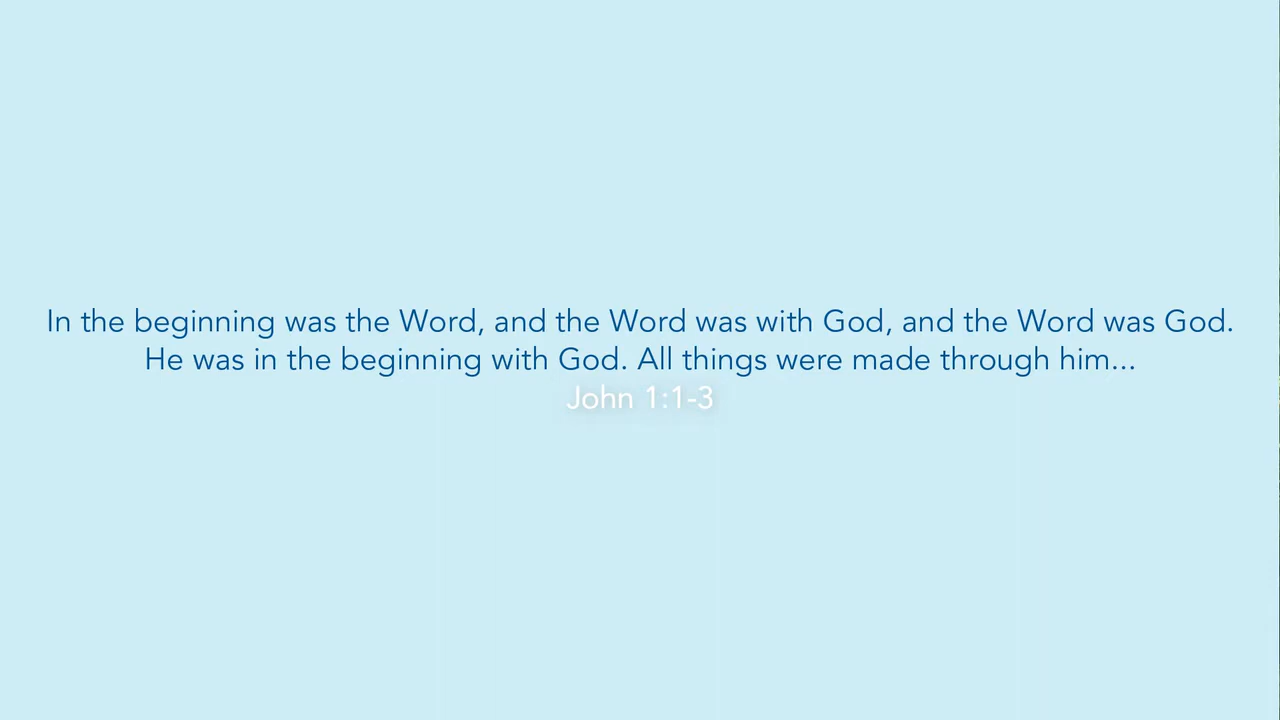 In the beginning was the Word, and the Word was with God, and the Word was God.
He was in the beginning with God. All things were made through him...
John 1:1-3